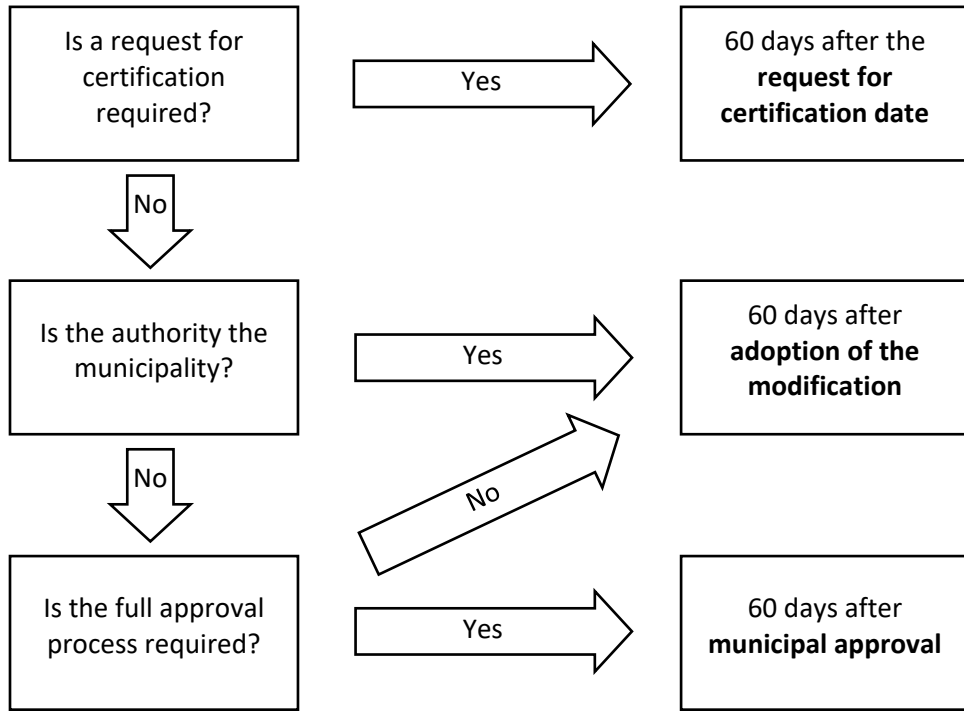 Is a request for
certification
required?
Yes
60 days after the
request for
certification date
No
Is the authority the
municipality?
Yes
60 days after
adoption of the
modification
No
No
Is the full approval
process required?
Yes
60 days after
municipal approval